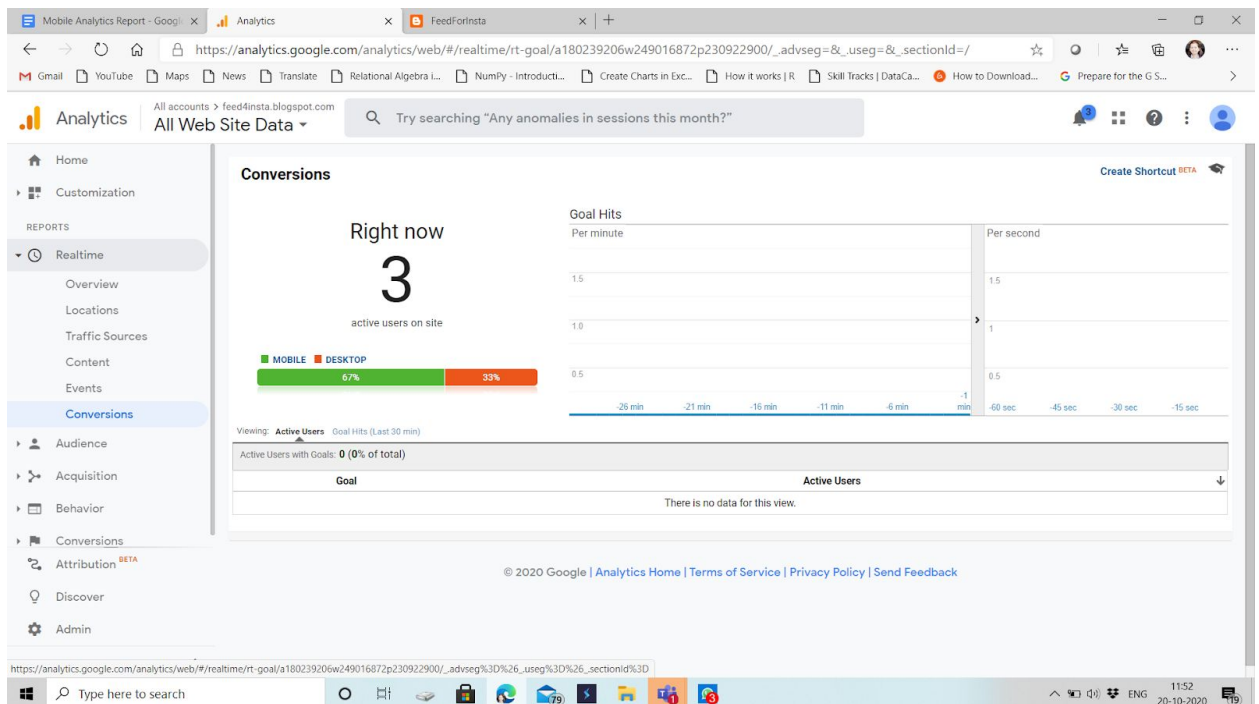 Mobile Analytics Report - Googl
Analytics
FeedForInsta
https://analytics.google.com/analytics/web/#/realtime/rt-goal/a180239206w249016872p230922900/_.advseg=&_.useg=&_.sectionId=/
Gmail
YouTube
Maps
News
Translate
Relational Algebra i...
NumPy - Introducti...
Create Charts in Exc...
How it works | R
Skill Tracks | DataCa...
How to Download...
Prepare for the G S...
Analytics
All accounts > feed4insta.blogspot.com
All Web Site Data
Try searching "Any anomalies in sessions this month?"
3
Home
Customization
REPORTS
Realtime
Overview
Locations
Traffic Sources
Content
Events
Conversions
Audience
Acquisition
Behavior
Conversions
Attribution BETA
Discover
Admin
Conversions
Create Shortcut BETA
Right now
3
active users on site
MOBILE DESKTOP
67% 33%
Goal Hits
Per minute
1.5
1.0
0.5
-26 min -21 min -16 min -11 min -6 min -1 min
Per second
1.5
1
0.5
-60 sec -45 sec -30 sec -15 sec
Viewing: Active Users Goal Hits (Last 30 min)
Active Users with Goals: 0 (0% of total)
Goal Active Users
There is no data for this view.
© 2020 Google | Analytics Home | Terms of Service | Privacy Policy | Send Feedback
https://analytics.google.com/analytics/web/#/realtime/rt-goal/a180239206w249016872p230922900/_.advseg%3D%26_.useg%3D%26_.sectionId%3D
Type here to search
79
1
3
ENG
11:52
20-10-2020
19